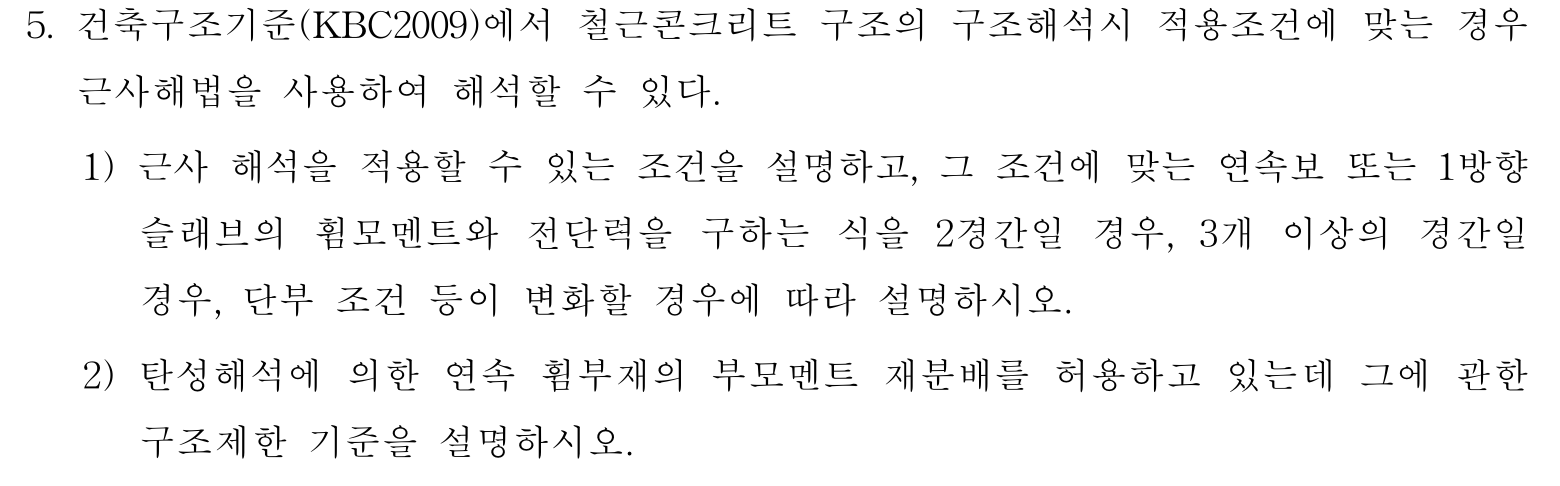 5. 건축구조기준(KBC2009)에서 철근콘크리트 구조의 구조해석시 적용조건에 맞는 경우
근사해법을 사용하여 해석할 수 있다.
1) 근사 해석을 적용할 수 있는 조건을 설명하고, 그 조건에 맞는 연속보 또는 1방향
슬래브의 휨모멘트와 전단력을 구하는 식을 2경간일 경우, 3개 이상의 경간일
경우, 단부 조건 등이 변화할 경우에 따라 설명하시오.
2) 탄성해석에 의한 연속 휨부재의 부모멘트 재분배를 허용하고 있는데 그에 관한
구조제한 기준을 설명하시오.